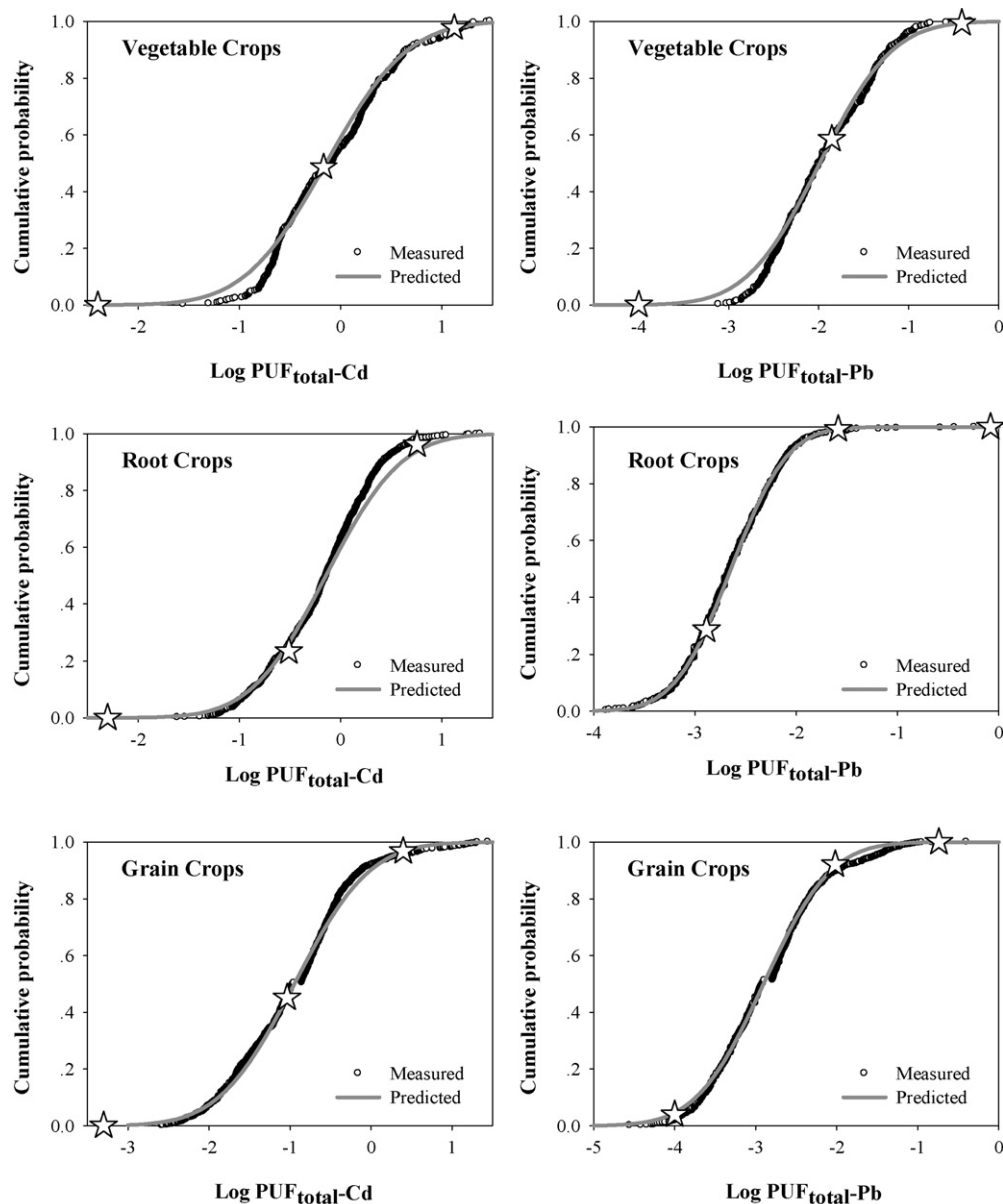 Vegetable Crops
Cumulative probability
1.0
.8
.6
.4
.2
0.0
Measured
Predicted
-2
-1
0
1
Log PUFtotal-Cd
Vegetable Crops
Cumulative probability
1.0
.8
.6
.4
.2
0.0
Measured
Predicted
-4
-3
-2
-1
0
Log PUFtotal-Pb
Root Crops
Cumulative probability
1.0
.8
.6
.4
.2
0.0
Measured
Predicted
-2
-1
0
1
Log PUFtotal-Cd
Root Crops
Cumulative probability
1.0
.8
.6
.4
.2
0.0
Measured
Predicted
-4
-3
-2
-1
0
Log PUFtotal-Pb
Grain Crops
Cumulative probability
1.0
.8
.6
.4
.2
0.0
Measured
Predicted
-3
-2
-1
0
1
Log PUFtotal-Cd
Grain Crops
Cumulative probability
1.0
.8
.6
.4
.2
0.0
Measured
Predicted
-5
-4
-3
-2
-1
0
Log PUFtotal-Pb